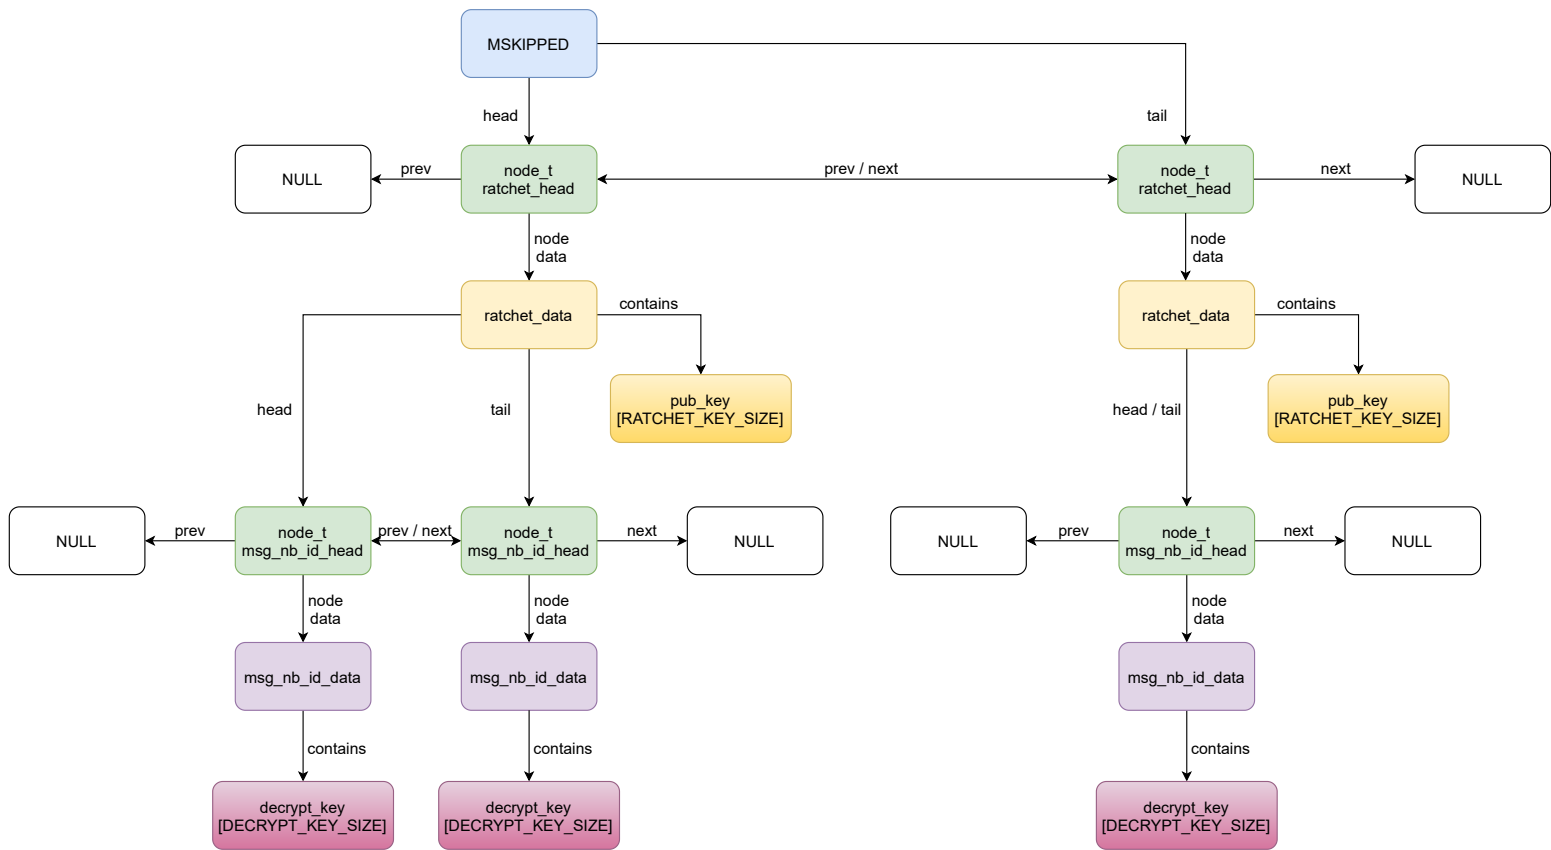 MSKIPPED
head
tail
NULL
prev
node_t
ratchet_head
prev / next
node_t
ratchet_head
next
NULL
node
data
node
data
ratchet_data
contains
ratchet_data
contains
pub_key
[RATCHET_KEY_SIZE]
pub_key
[RATCHET_KEY_SIZE]
head
tail
head / tail
NULL
prev
node_t
msg_nb_id_head
prev / next
node_t
msg_nb_id_head
next
NULL
NULL
prev
node_t
msg_nb_id_head
next
NULL
node
data
node
data
node
data
msg_nb_id_data
msg_nb_id_data
msg_nb_id_data
contains
contains
contains
decrypt_key
[DECRYPT_KEY_SIZE]
decrypt_key
[DECRYPT_KEY_SIZE]
decrypt_key
[DECRYPT_KEY_SIZE]